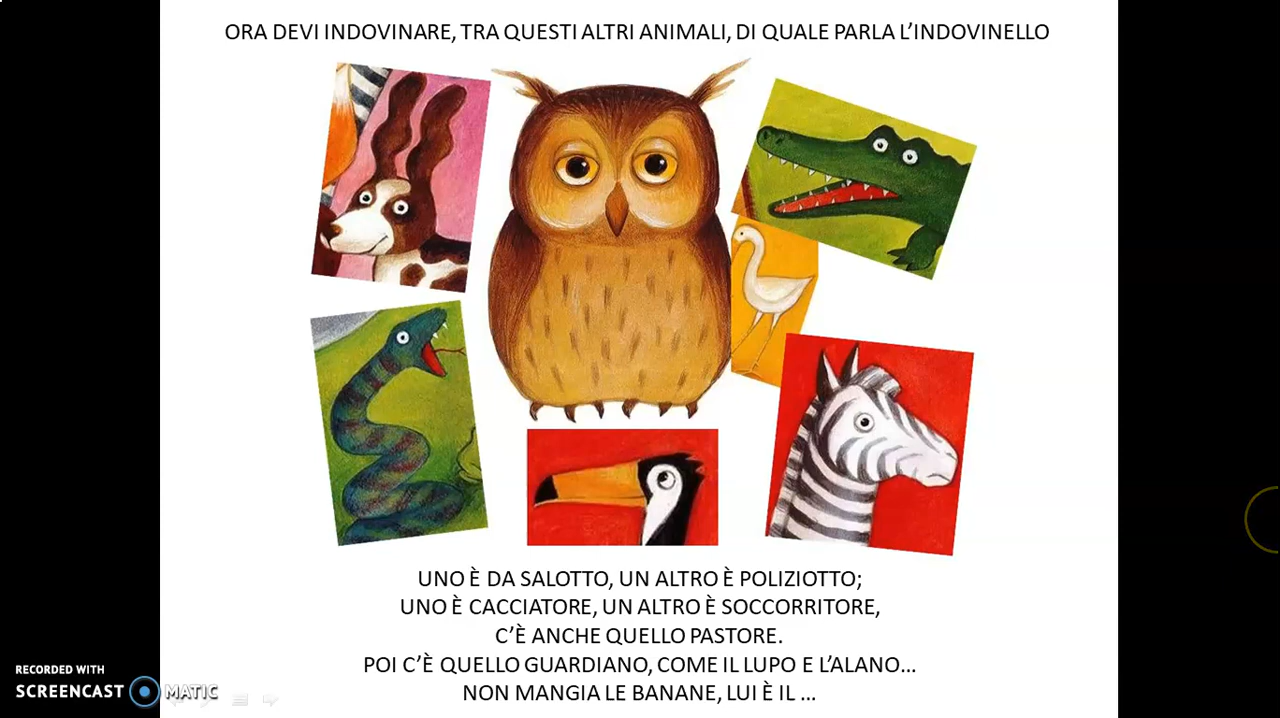 ORA DEVI INDOVINARE, TRA QUESTI ALTRI ANIMALI, DI QUALE PARLA L'INDOVINELLO
UNO È DA SALOTTO, UN ALTRO È POLIZIOTTO;
UNO È CACCIATORE, UN ALTRO È SOCCORRITORE,
C'È ANCHE QUELLO PASTORE.
POI C'È QUELLO GUARDIANO, COME IL LUPO E L'ALANO...
NON MANGIA LE BANANE, LUI È IL ...
RECORDED WITH
SCREENCAST MATIC